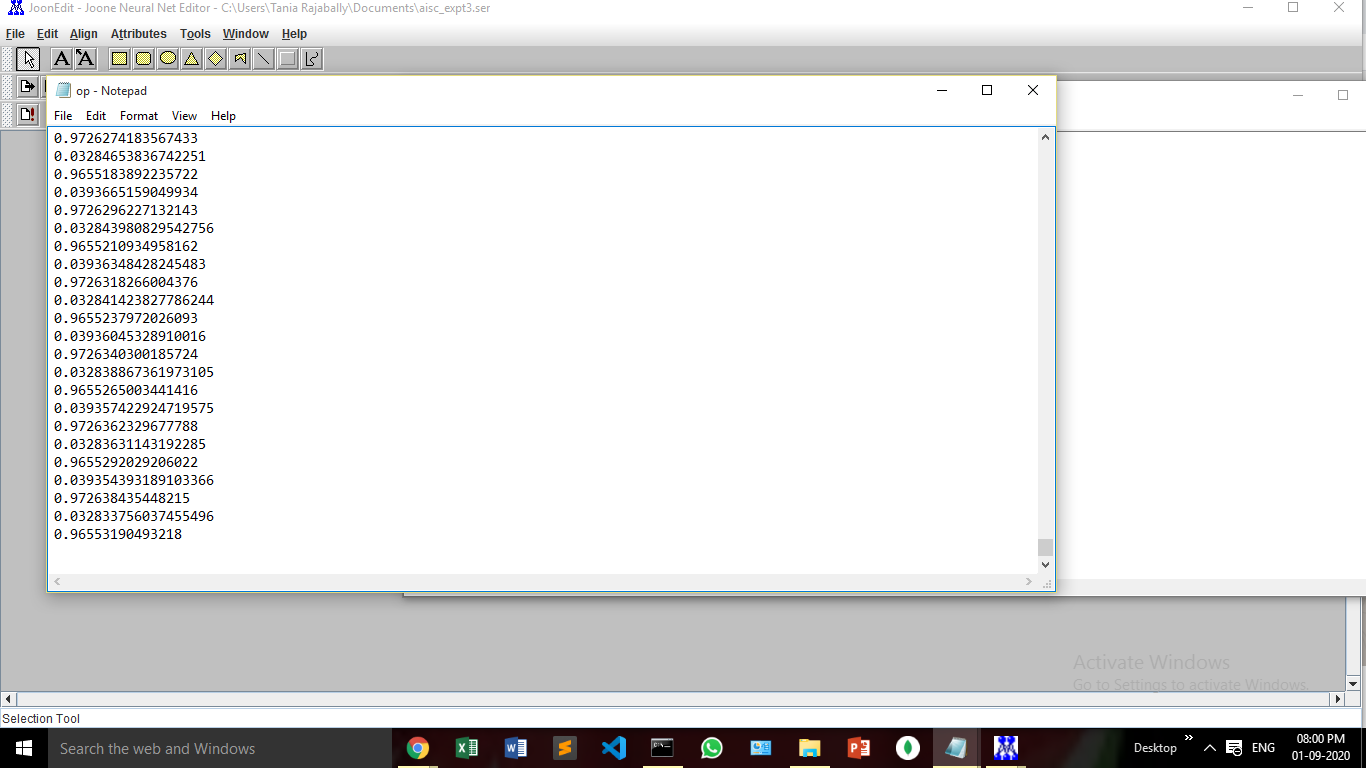 JoonEdit - Joone Neural Net Editor - C:\Users\Tania Rajabally\Documents\aisc_expt3.ser
File Edit Align Attributes Tools Window Help
A A
op - Notepad
File Edit Format View Help
0.9726274183567433
0.03284653836742251
0.9655183892235722
0.0393665159049934
0.9726296227132143
0.032843980829542756
0.9655210934958162
0.03936348428245483
0.9726318266004376
0.032841423827786244
0.9655237972026093
0.03936045328910016
0.9726340300185724
0.032838867361973105
0.9655265003441416
0.039357422924719575
0.9726362329677788
0.03283631143192285
0.9655292029206022
0.039354393189103366
0.972638435448215
0.032833756037455496
0.96553190493218
Activate Windows
Go to Settings to activate Windows.
Selection Tool
Search the web and Windows
Desktop
ENG
08:00 PM
01-09-2020